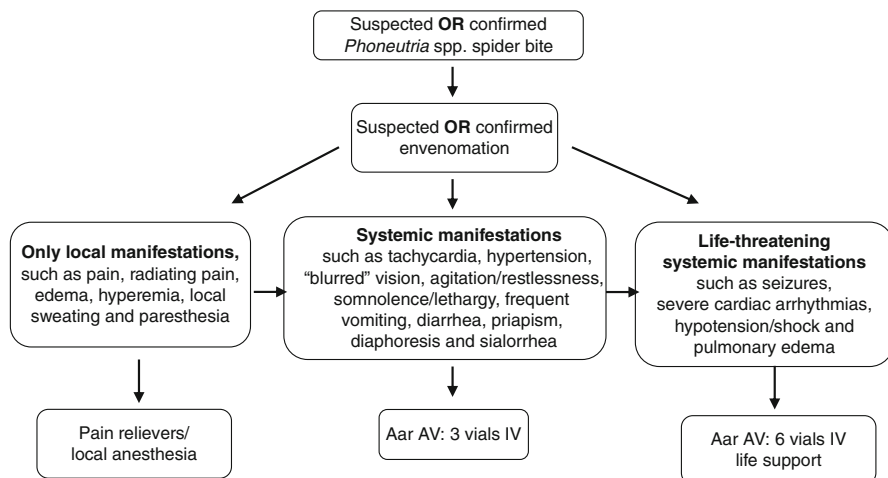 Suspected OR confirmed
Phoneutria spp. spider bite
Suspected OR confirmed
envenomation
Only local manifestations,
such as pain, radiating pain,
edema, hyperemia, local
sweating and paresthesia
Systemic manifestations
such as tachycardia, hypertension,
“blurred” vision, agitation/restlessness,
somnolence/lethargy, frequent
vomiting, diarrhea, priapism,
diaphoresis and sialorrhea
Life-threatening
systemic manifestations
such as seizures,
severe cardiac arrhythmias,
hypotension/shock and
pulmonary edema
Pain relievers/
local anesthesia
Aar AV: 3 vials IV
Aar AV: 6 vials IV
life support